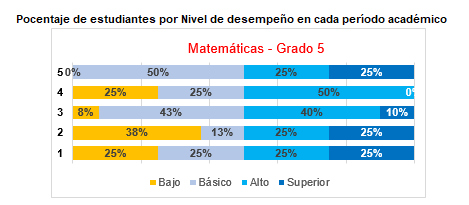 Pocentaje de estudiantes por Nivel de desempeño en cada período académico
Matemáticas - Grado 5
5 0% 50% 25% 25%
4 25% 25% 50% 0%
3 8% 43% 40% 10%
2 38% 13% 25% 25%
1 25% 25% 25% 25%
Bajo Básico Alto Superior